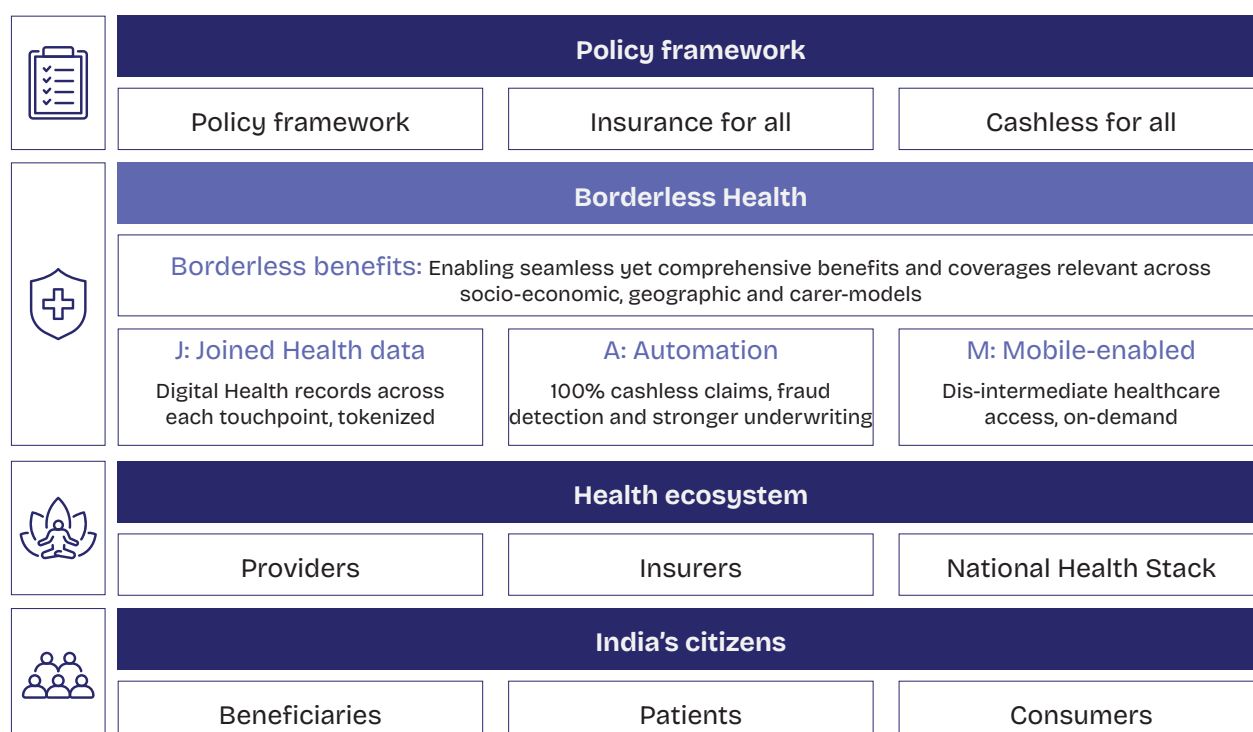 Policy framework
Policy framework
Insurance for all
Cashless for all
Borderless Health
Borderless benefits: Enabling seamless yet comprehensive benefits and coverages relevant across
socio-economic, geographic and carer-models
J: Joined Health data
Digital Health records across
each touchpoint, tokenized
A: Automation
100% cashless claims, fraud
detection and stronger underwriting
M: Mobile-enabled
Dis-intermediate healthcare
access, on-demand
Health ecosystem
Providers
Insurers
National Health Stack
India’s citizens
Beneficiaries
Patients
Consumers